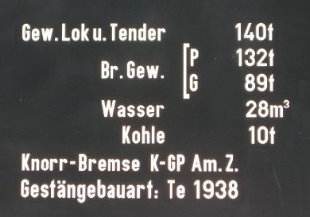 Gew. Lok u. Tender 140t
Br. Gew. [P 132t
G 89t
Wasser 28m³
Kohle 10t
Knorr-Bremse K-GP Am. Z.
Gestängebauart: Te 1938